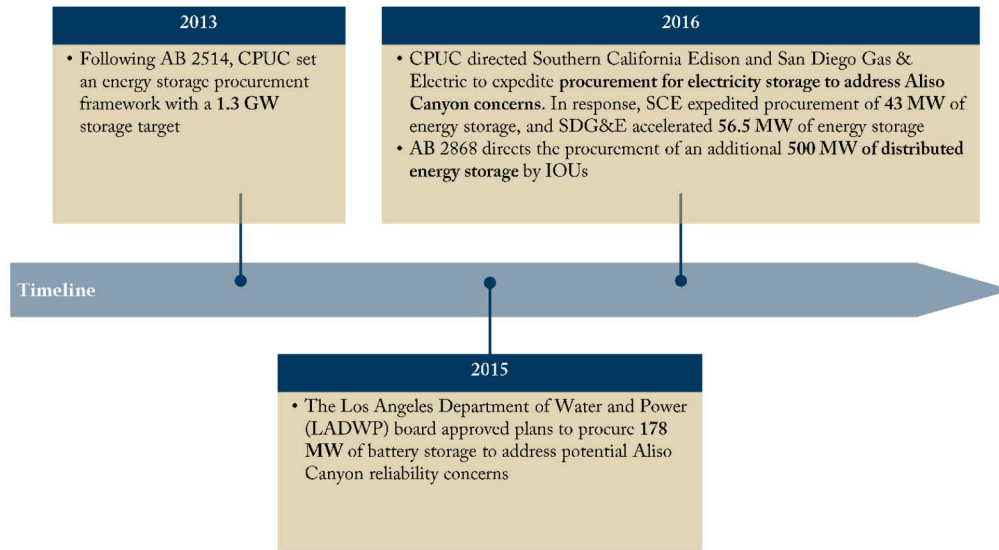 2013
• Following AB 2514, CPUC set
an energy storage procurement
framework with a 1.3 GW
storage target
2016
• CPUC directed Southern California Edison and San Diego Gas &
Electric to expedite procurement for electricity storage to address Aliso
Canyon concerns. In response, SCE expedited procurement of 43 MW of
energy storage, and SDG&E accelerated 56.5 MW of energy storage
• AB 2868 directs the procurement of an additional 500 MW of distributed
energy storage by IOUs
Timeline
2015
• The Los Angeles Department of Water and Power
(LADWP) board approved plans to procure 178
MW of battery storage to address potential Aliso
Canyon reliability concerns